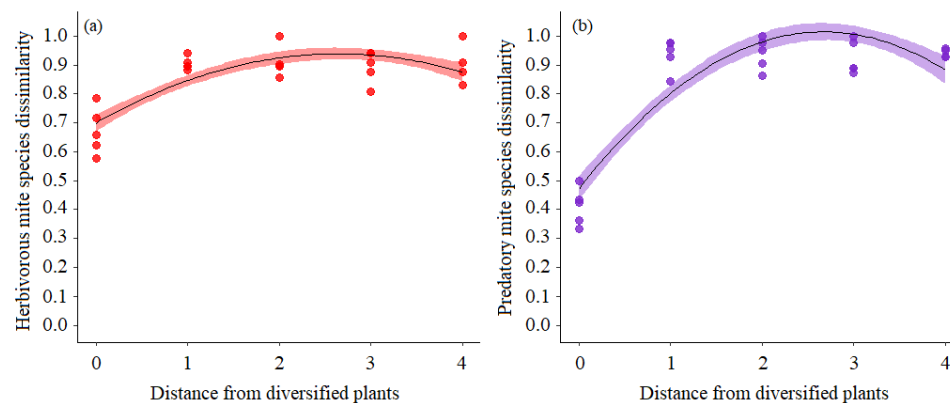 (a)
Herbivorous mite species dissimilarity
1.0
0.9
0.8
0.7
0.6
0.5
0.4
0.3
0.2
0.1
0.0
0 1 2 3 4
Distance from diversified plants
(b)
Predatory mite species dissimilarity
1.0
0.9
0.8
0.7
0.6
0.5
0.4
0.3
0.2
0.1
0.0
0 1 2 3 4
Distance from diversified plants